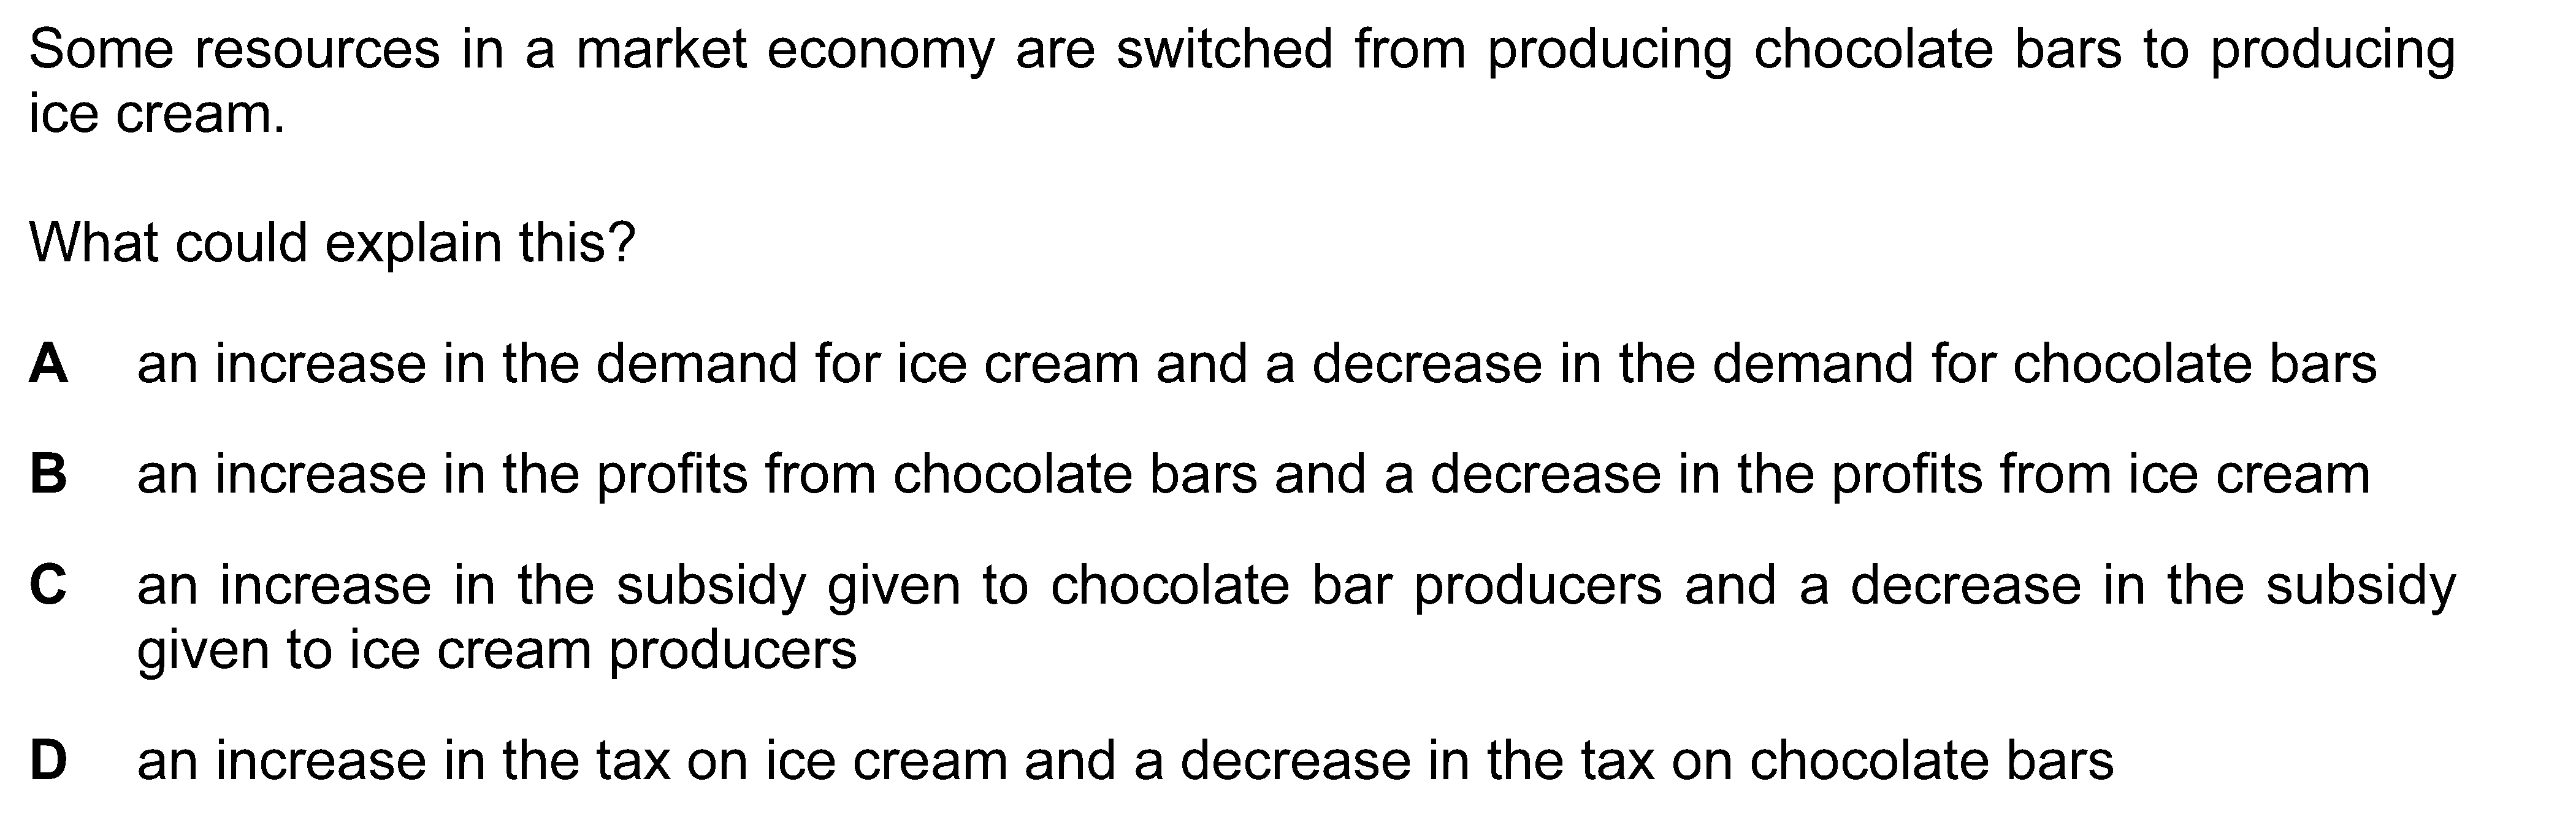 Some resources in a market economy are switched from producing chocolate bars to producing
ice cream.
What could explain this?
A an increase in the demand for ice cream and a decrease in the demand for chocolate bars
B an increase in the profits from chocolate bars and a decrease in the profits from ice cream
C an increase in the subsidy given to chocolate bar producers and a decrease in the subsidy
given to ice cream producers
D an increase in the tax on ice cream and a decrease in the tax on chocolate bars